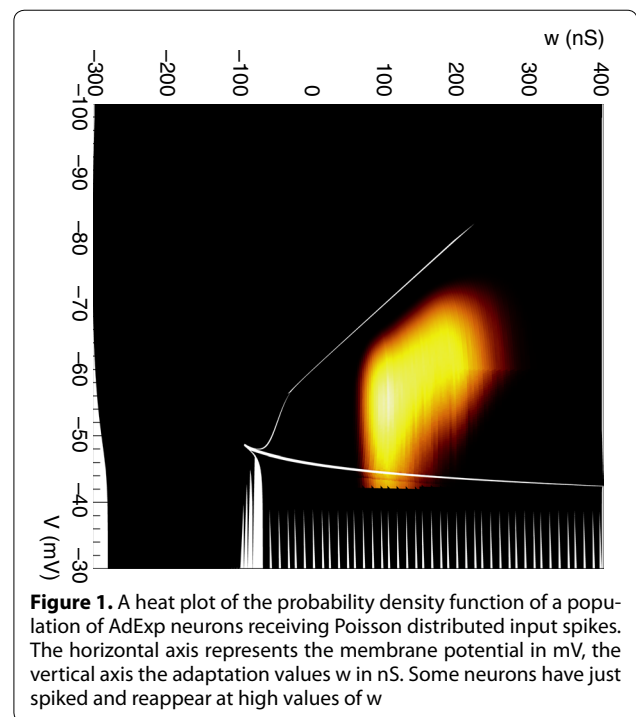 w (nS)
-300
-200
-100
0
100
200
300
400
-100
-90
-80
-70
-60
-50
-40
-30
V (mV)
Figure 1. A heat plot of the probability density function of a popu-
lation of AdExp neurons receiving Poisson distributed input spikes.
The horizontal axis represents the membrane potential in mV, the
vertical axis the adaptation values w in nS. Some neurons have just
spiked and reappear at high values of w